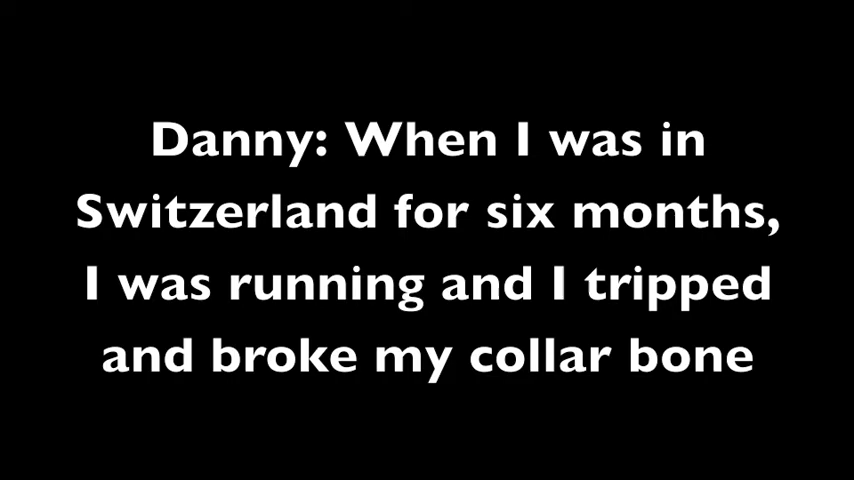 Danny: When I was in
Switzerland for six months,
I was running and I tripped
and broke my collar bone